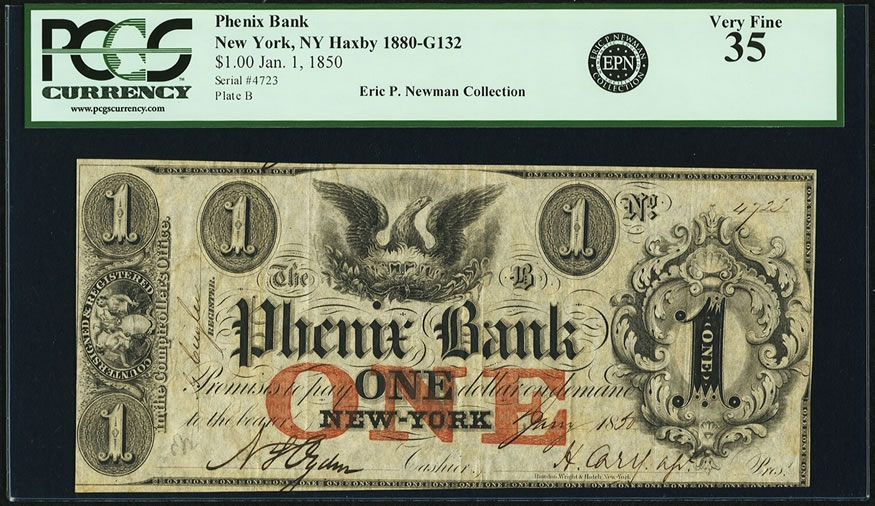 PCGS
CURRENCY
www.pcgscurrency.com
Phenix Bank
New York, NY Haxby 1880-G132
$1.00 Jan. 1, 1850
Serial #4723
Plate B
Eric P. Newman Collection
ERIC P. NEWMAN
EPN
COLLECTION
Very Fine
35
1
1
1
No.
The
B
COUNTERSIGNED & REGISTERED
In the Comptrollers Office.
REGISTER.
Phenix Bank
Promises to pay ONE dollar on demand
ONE
to the bearer NEW-YORK Jany 1850
1
ONE
1
Cashier. H. Cary. Pres.